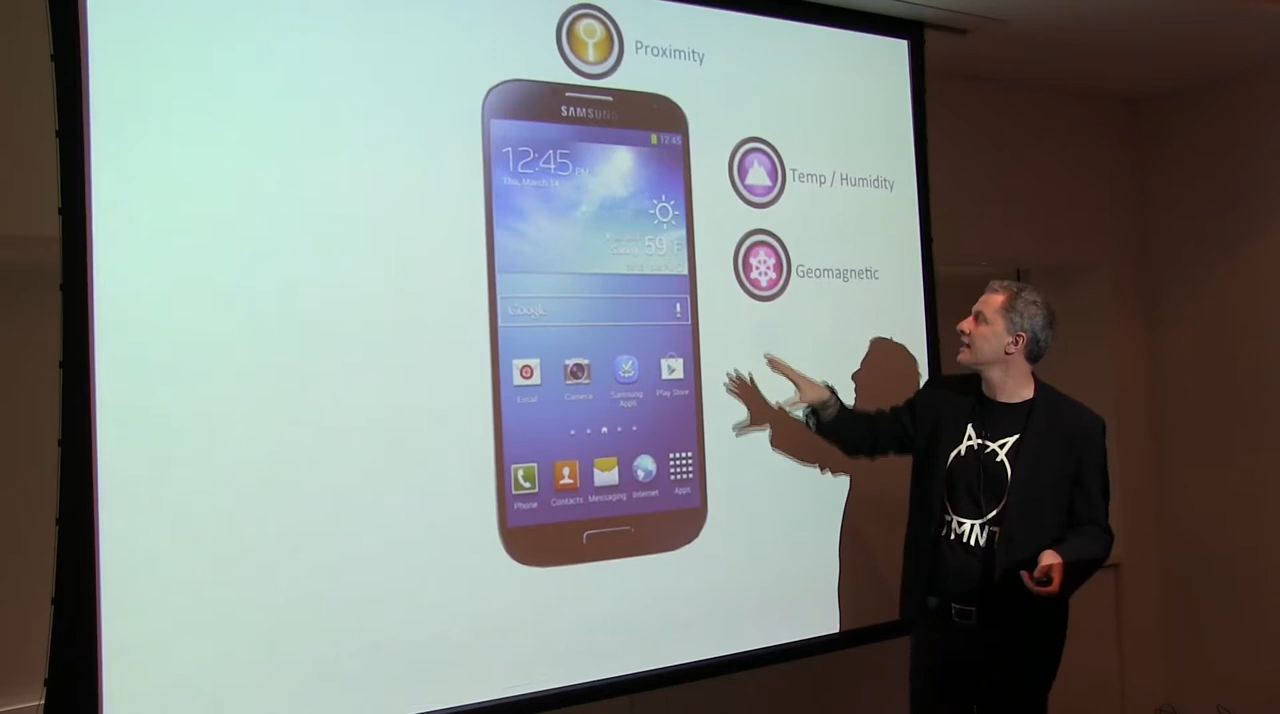 Proximity
SAMSUNG
12:45
12:45 PM
Thu, March 14
Temp / Humidity
59°F
Geomagnetic
Google
Email
Camera
Samsung Apps
Play Store
Phone
Contacts
Messaging
Internet
Apps
TMNT